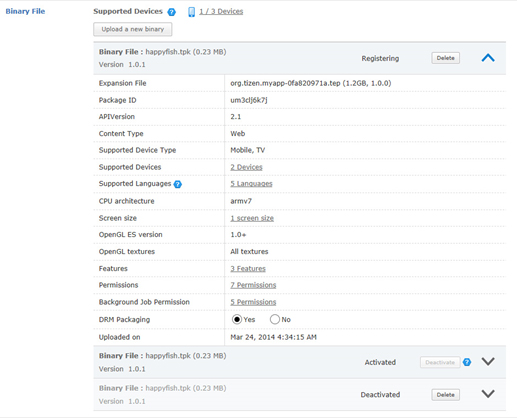 Binary File
Supported Devices ? 1 / 3 Devices
Upload a new binary
Binary File : happyfish.tpk (0.23 MB)
Version 1.0.1
Registering
Delete
Expansion File org.tizen.myapp-0fa820971a.tep (1.2GB, 1.0.0)
Package ID um3clj6k7j
APIVersion 2.1
Content Type Web
Supported Device Type Mobile, TV
Supported Devices 2 Devices
Supported Languages ? 5 Lanquages
CPU architecture armv7
Screen size 1 screen size
OpenGL ES version 1.0+
OpenGL textures All textures
Features 3 Features
Permissions 7 Permissions
Background Job Permission 5 Permissions
DRM Packaging Yes No
Uploaded on Mar 24, 2014 4:34:15 AM
Binary File : happyfish.tpk (0.23 MB)
Version 1.0.1
Activated
Deactivate ?
Binary File : happyfish.tpk (0.23 MB)
Version 1.0.1
Deactivated
Delete